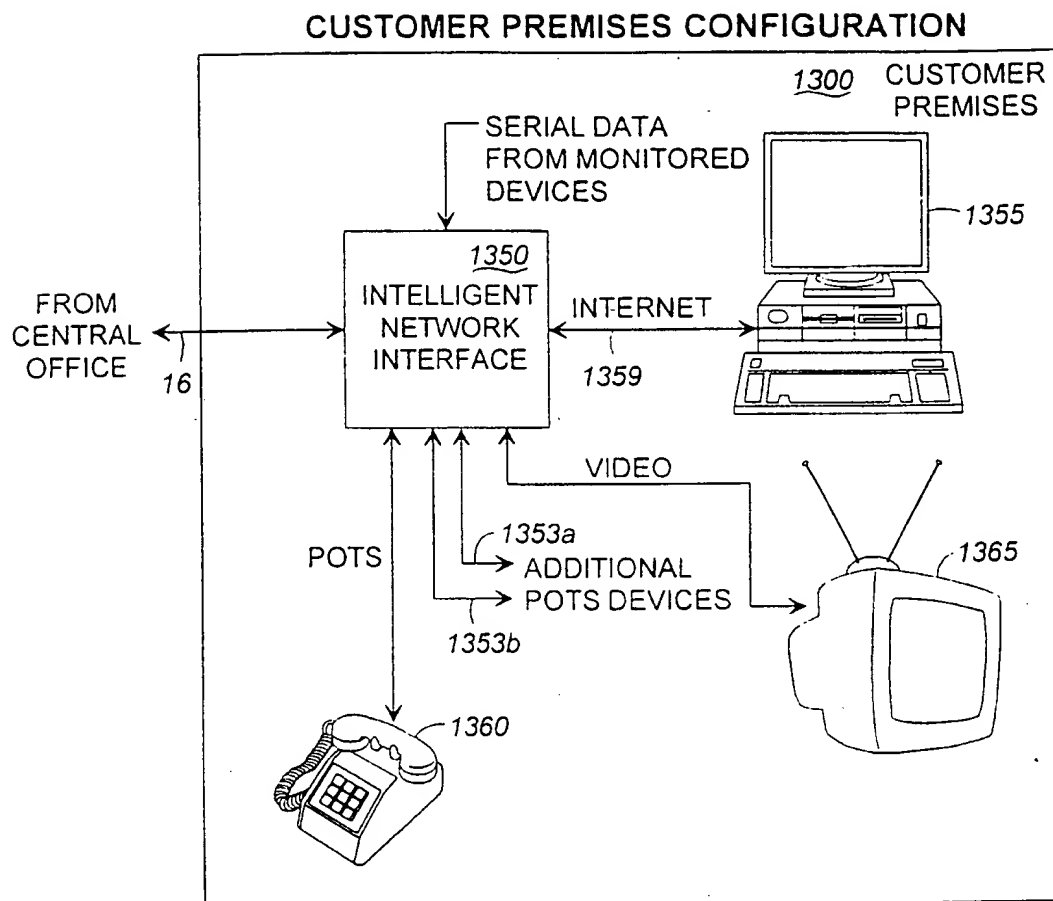 CUSTOMER PREMISES CONFIGURATION
1300 CUSTOMER
PREMISES
SERIAL DATA
FROM MONITORED
DEVICES
1355
1350
INTELLIGENT
NETWORK
INTERFACE
FROM
CENTRAL
OFFICE
16
INTERNET
1359
VIDEO
POTS
1353a
ADDITIONAL
POTS DEVICES
1353b
1365
1360